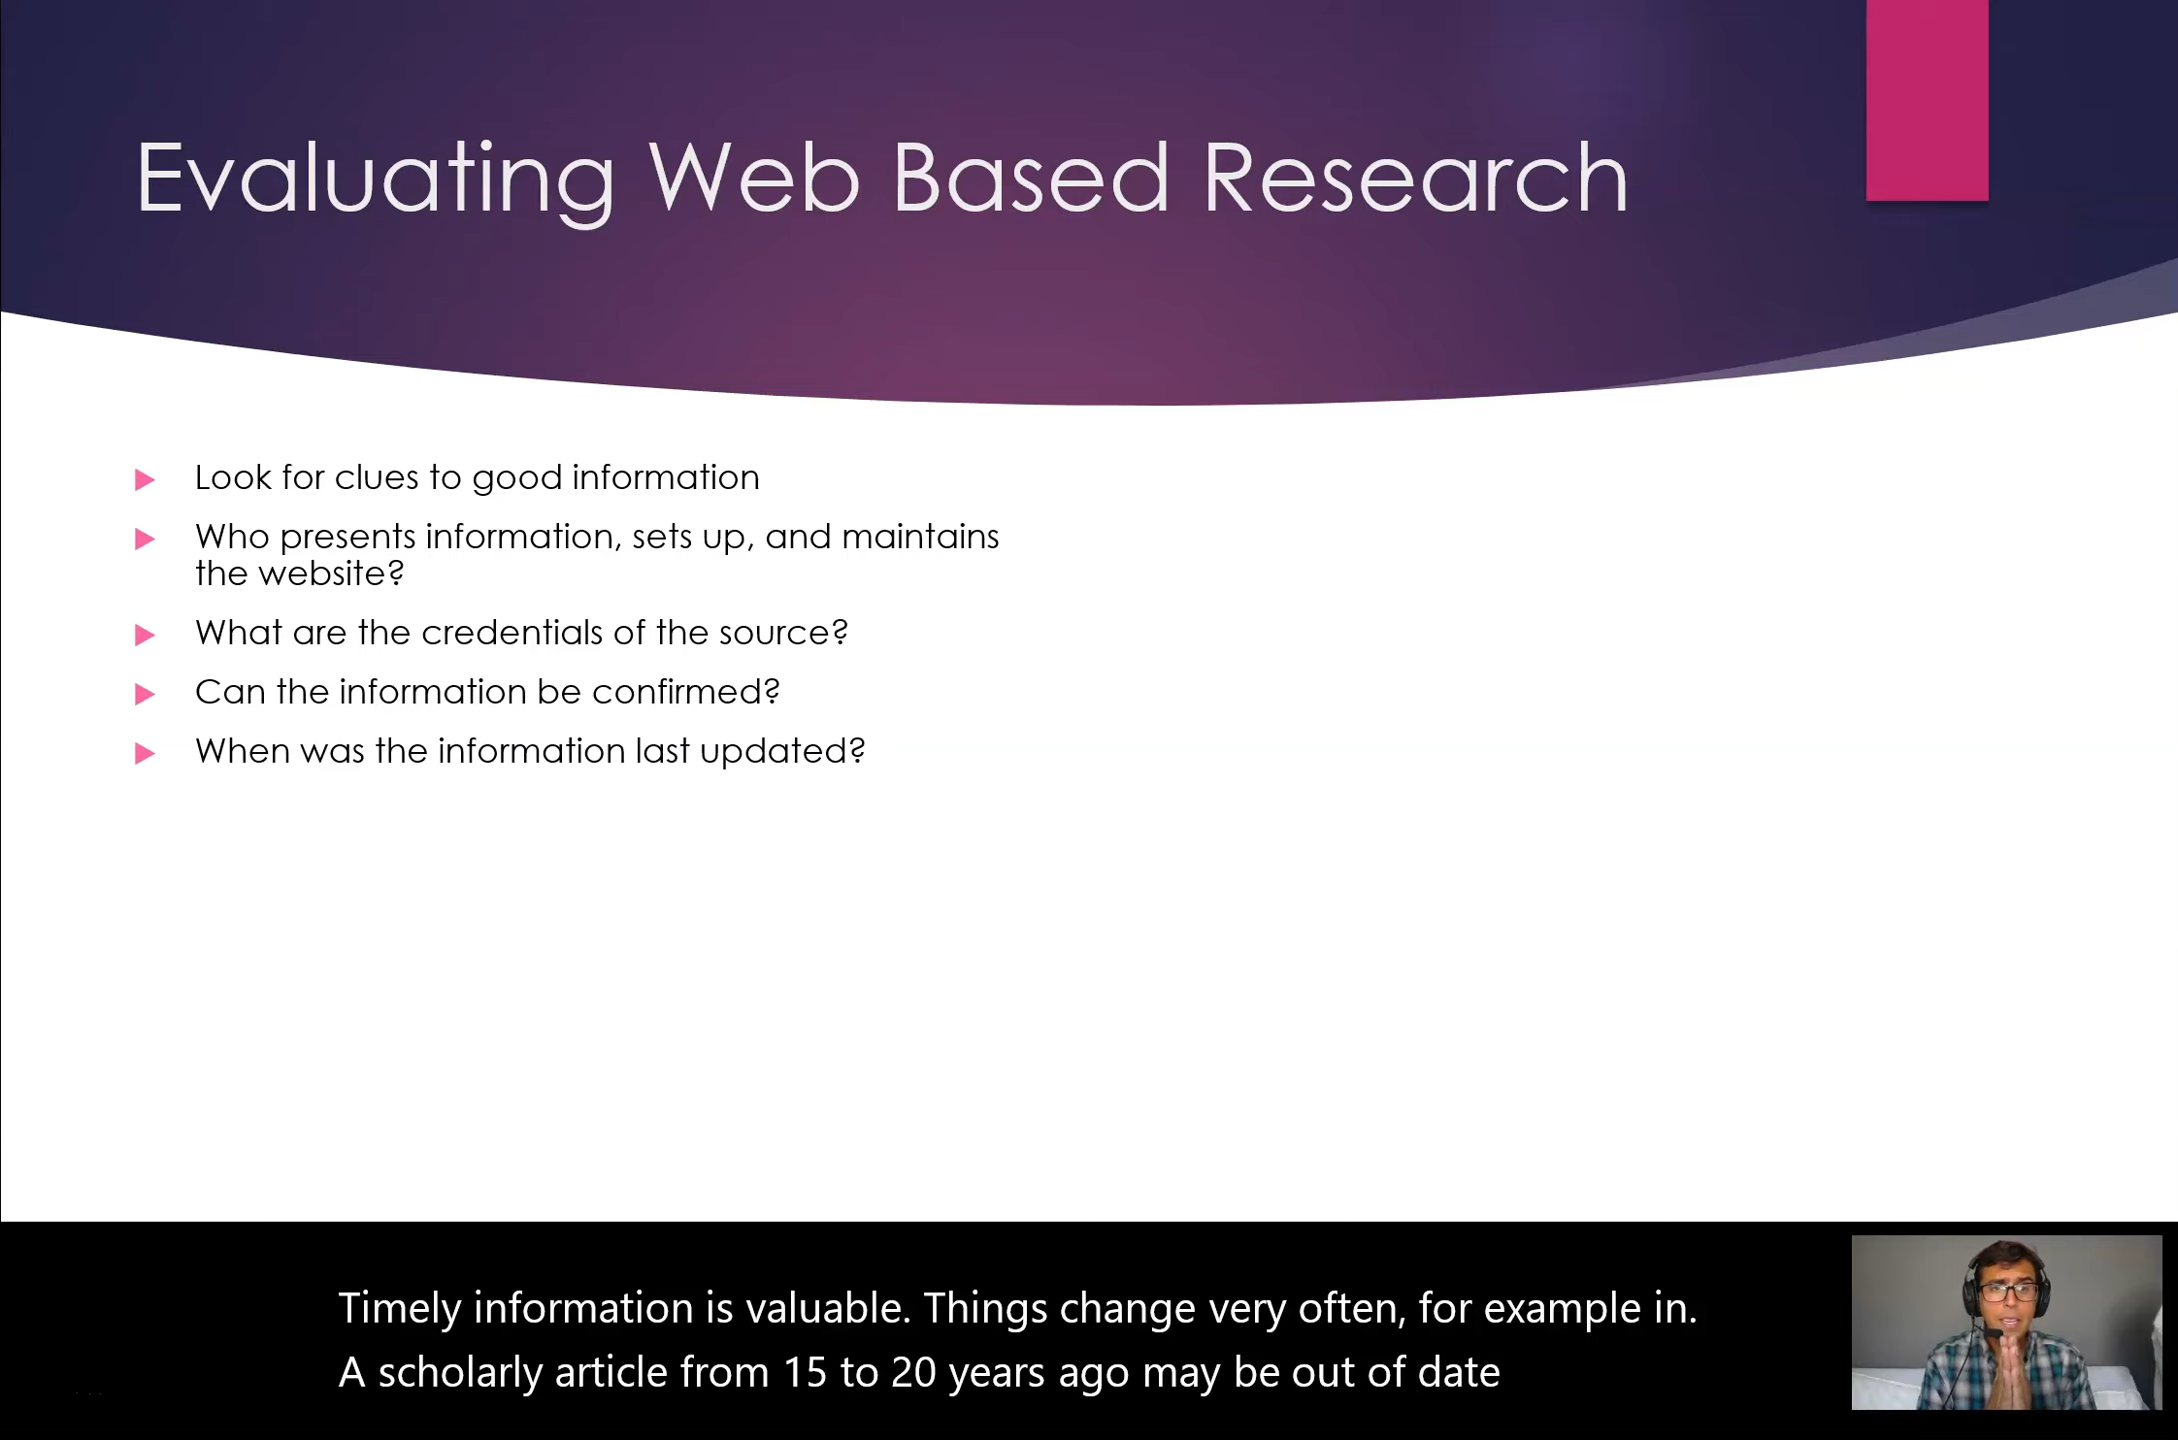 Evaluating Web Based Research
Look for clues to good information
Who presents information, sets up, and maintains
the website?
What are the credentials of the source?
Can the information be confirmed?
When was the information last updated?
Timely information is valuable. Things change very often, for example in.
A scholarly article from 15 to 20 years ago may be out of date